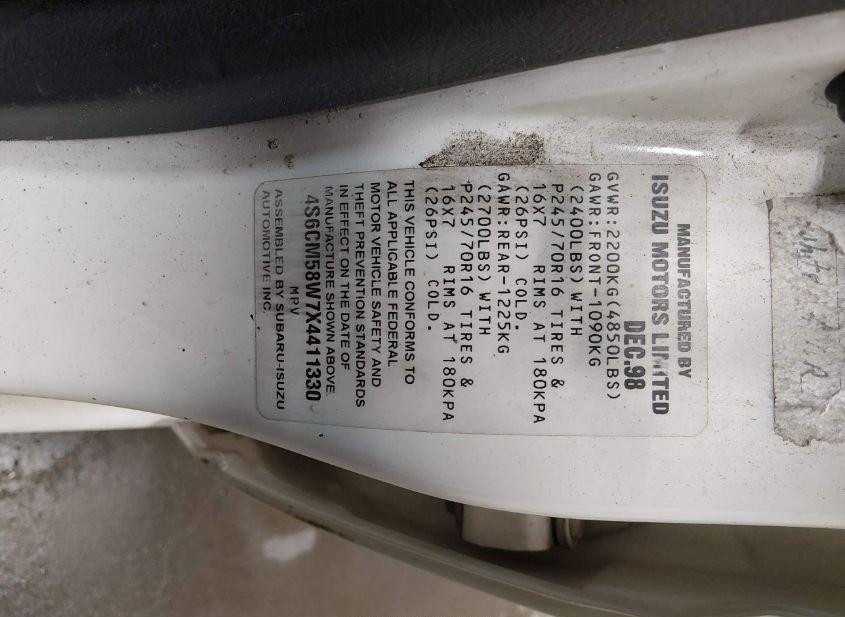 MANUFACTURED BY
ISUZU MOTORS LIMITED
DEC.98
GVWR:2200KG(4850LBS)
GAWR:FRONT-1090KG
(2400LBS) WITH
P245/70R16 TIRES &
16X7 RIMS AT 180KPA
(26PSI) COLD.
GAWR:REAR-1225KG
(2700LBS) WITH
P245/70R16 TIRES &
16X7 RIMS AT 180KPA
(26PSI) COLD.
THIS VEHICLE CONFORMS TO
ALL APPLICABLE FEDERAL
MOTOR VEHICLE SAFETY AND
THEFT PREVENTION STANDARDS
IN EFFECT ON THE DATE OF
MANUFACTURE SHOWN ABOVE.
4S6CM58W7X4411330
MPV
ASSEMBLED BY SUBARU-ISUZU
AUTOMOTIVE INC.
White